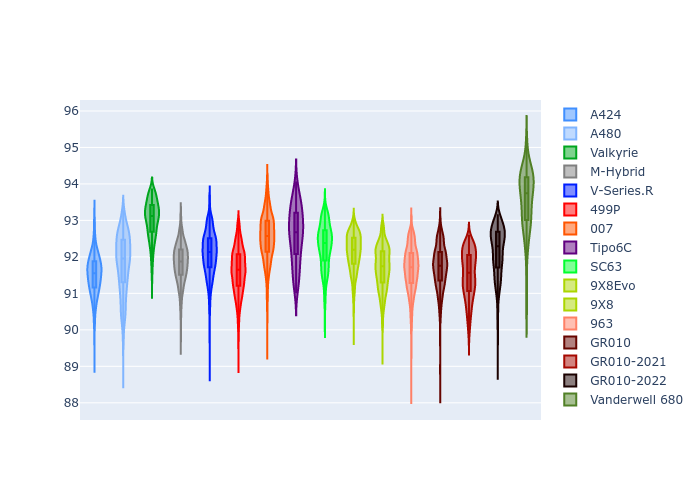 96
95
94
93
92
91
90
89
88
A424
A480
Valkyrie
M-Hybrid
V-Series.R
499P
007
Tipo6C
SC63
9X8Evo
9X8
963
GR010
GR010-2021
GR010-2022
Vanderwell 680